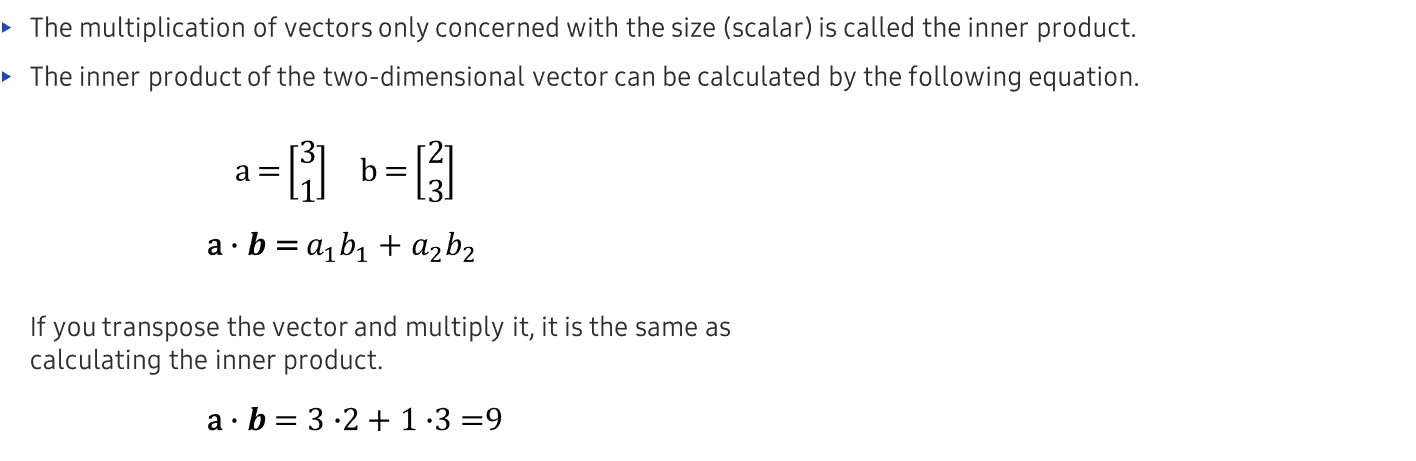 ▸ The multiplication of vectors only concerned with the size (scalar) is called the inner product.
▸ The inner product of the two-dimensional vector can be calculated by the following equation.
a = [3 1] b = [2 3]
a · b = a₁b₁ + a₂b₂
If you transpose the vector and multiply it, it is the same as
calculating the inner product.
a · b = 3 ·2 + 1 ·3 =9